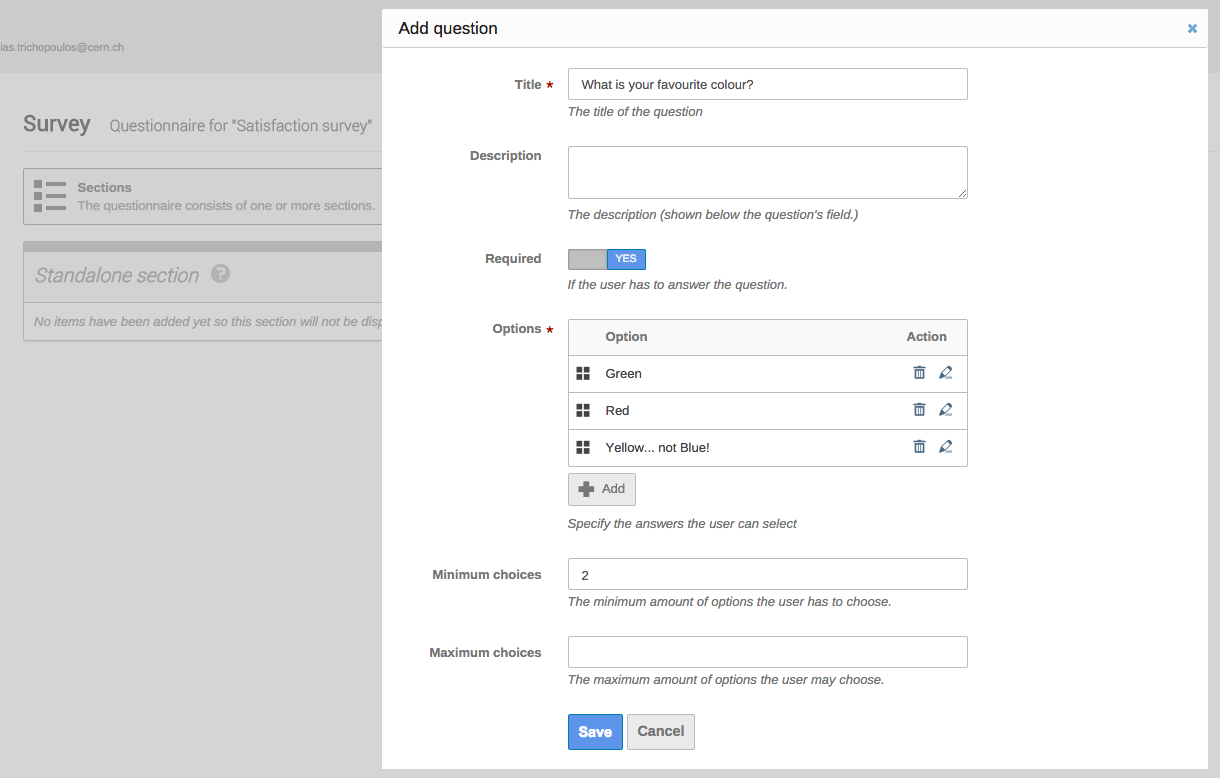 Add question
ias.trichopoulos@cern.ch
Survey Questionnaire for "Satisfaction survey"
Sections
The questionnaire consists of one or more sections.
Standalone section ?
No items have been added yet so this section will not be
Title *
What is your favourite colour?
The title of the question
Description
The description (shown below the question's field.)
Required
YES
If the user has to answer the question.
Options *
Option Action
Green
Red
Yellow... not Blue!
Add
Specify the answers the user can select
Minimum choices
2
The minimum amount of options the user has to choose.
Maximum choices
The maximum amount of options the user may choose.
Save Cancel